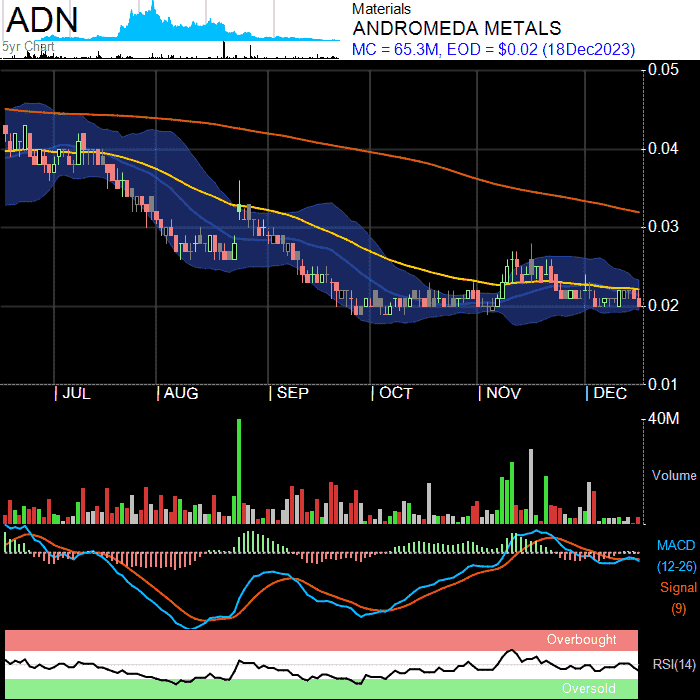 ADN
5yr Chart
Materials
ANDROMEDA METALS
MC = 65.3M, EOD = $0.02 (18Dec2023)
0.05
0.04
0.03
0.02
0.01
JUL
AUG
SEP
OCT
NOV
DEC
40M
Volume
MACD
(12-26)
Signal
(9)
Overbought
RSI(14)
Oversold